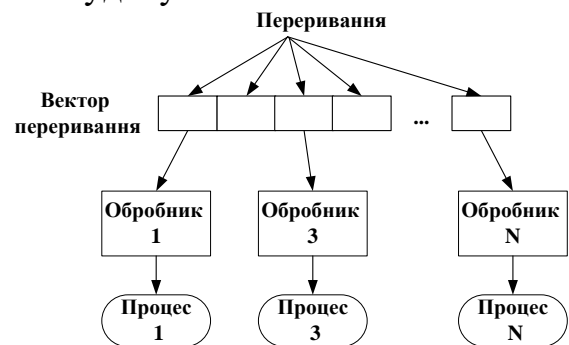 Переривання
Вектор
переривання
...
Обробник
1
Обробник
3
Обробник
N
Процес
1
Процес
3
Процес
N